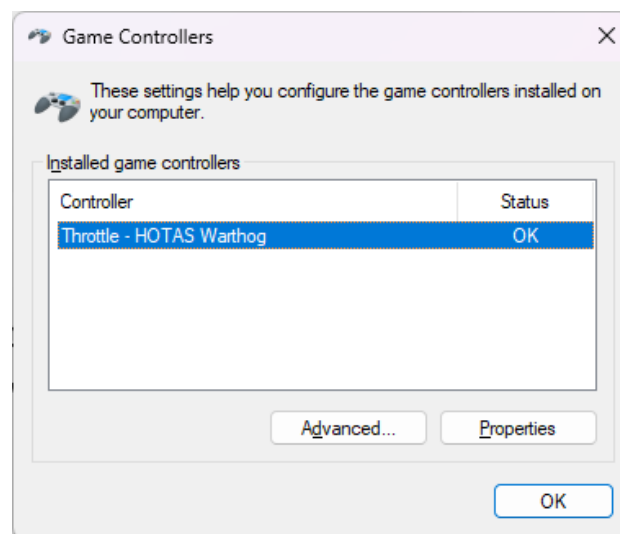 Game Controllers
These settings help you configure the game controllers installed on
your computer.
Installed game controllers
Controller Status
Throttle - HOTAS Warthog OK
Advanced... Properties
OK